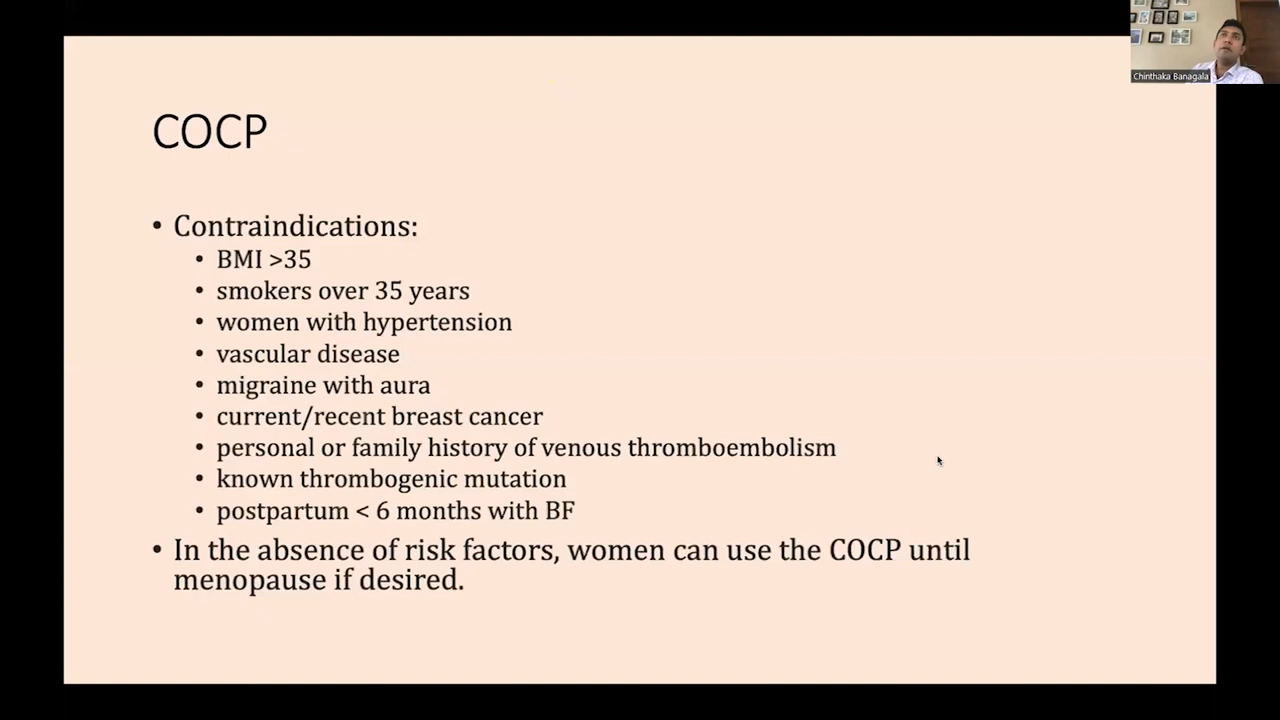 Chinthaka Banagala
COCP
• Contraindications:
• BMI >35
• smokers over 35 years
• women with hypertension
• vascular disease
• migraine with aura
• current/recent breast cancer
• personal or family history of venous thromboembolism
• known thrombogenic mutation
• postpartum < 6 months with BF
• In the absence of risk factors, women can use the COCP until
menopause if desired.